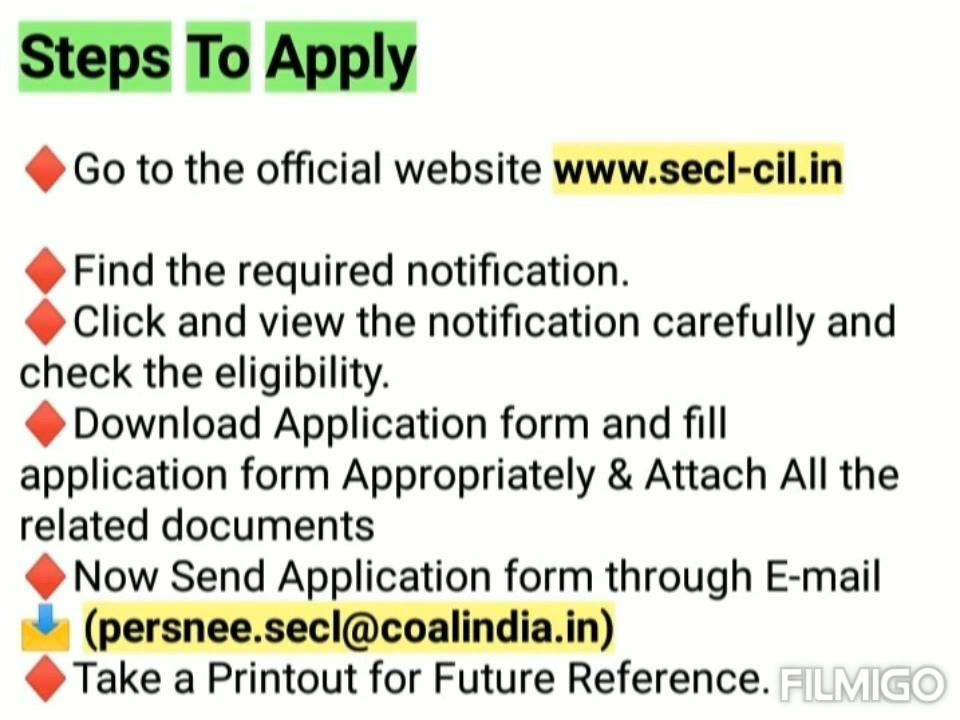 Steps To Apply
♦Go to the official website www.secl-cil.in
♦Find the required notification.
♦Click and view the notification carefully and
check the eligibility.
♦Download Application form and fill
application form Appropriately & Attach All the
related documents
♦Now Send Application form through E-mail
📩 (persnee.secl@coalindia.in)
♦Take a Printout for Future Reference.
FILMIGO